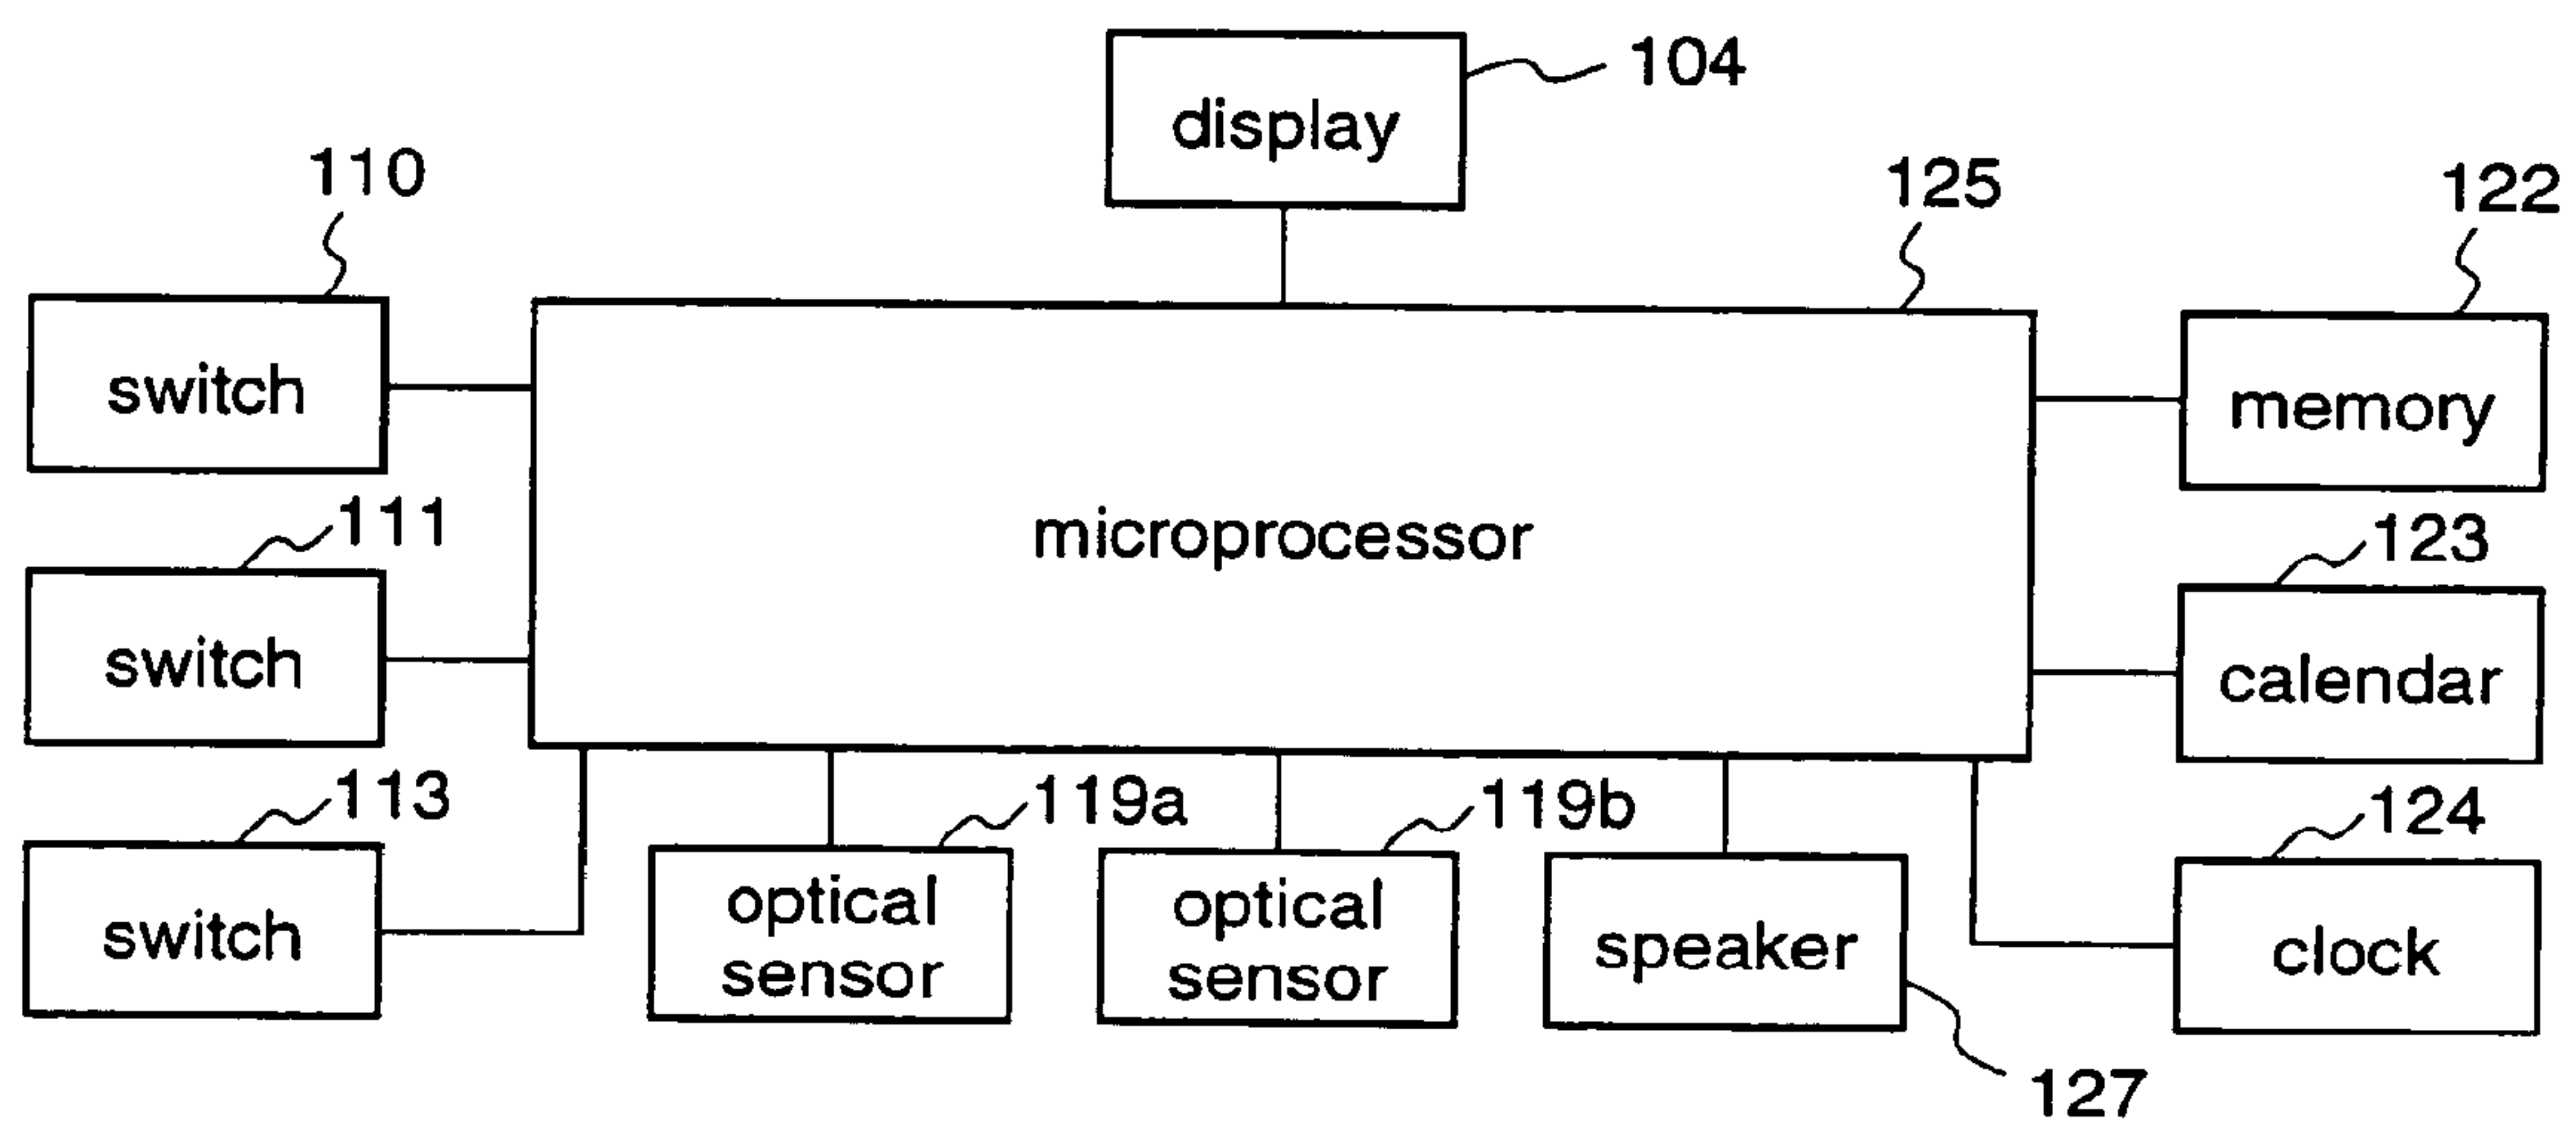 104
display
110
125
122
switch
memory
111
microprocessor
123
switch
calendar
113
119a
119b
124
switch
optical
sensor
optical
sensor
speaker
clock
127